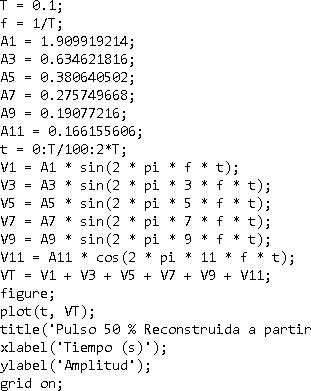 T = 0.1;
f = 1/T;
A1 = 1.909919214;
A3 = 0.634621816;
A5 = 0.380640502;
A7 = 0.275749668;
A9 = 0.19077216;
A11 = 0.166155606;
t = 0:T/100:2*T;
V1 = A1 * sin(2 * pi * f * t);
V3 = A3 * sin(2 * pi * 3 * f * t);
V5 = A5 * sin(2 * pi * 5 * f * t);
V7 = A7 * sin(2 * pi * 7 * f * t);
V9 = A9 * sin(2 * pi * 9 * f * t);
V11 = A11 * cos(2 * pi * 11 * f * t);
VT = V1 + V3 + V5 + V7 + V9 + V11;
figure;
plot(t, VT);
title('Pulso 50 % Reconstruida a partir
xlabel('Tiempo (s)');
ylabel('Amplitud');
grid on;